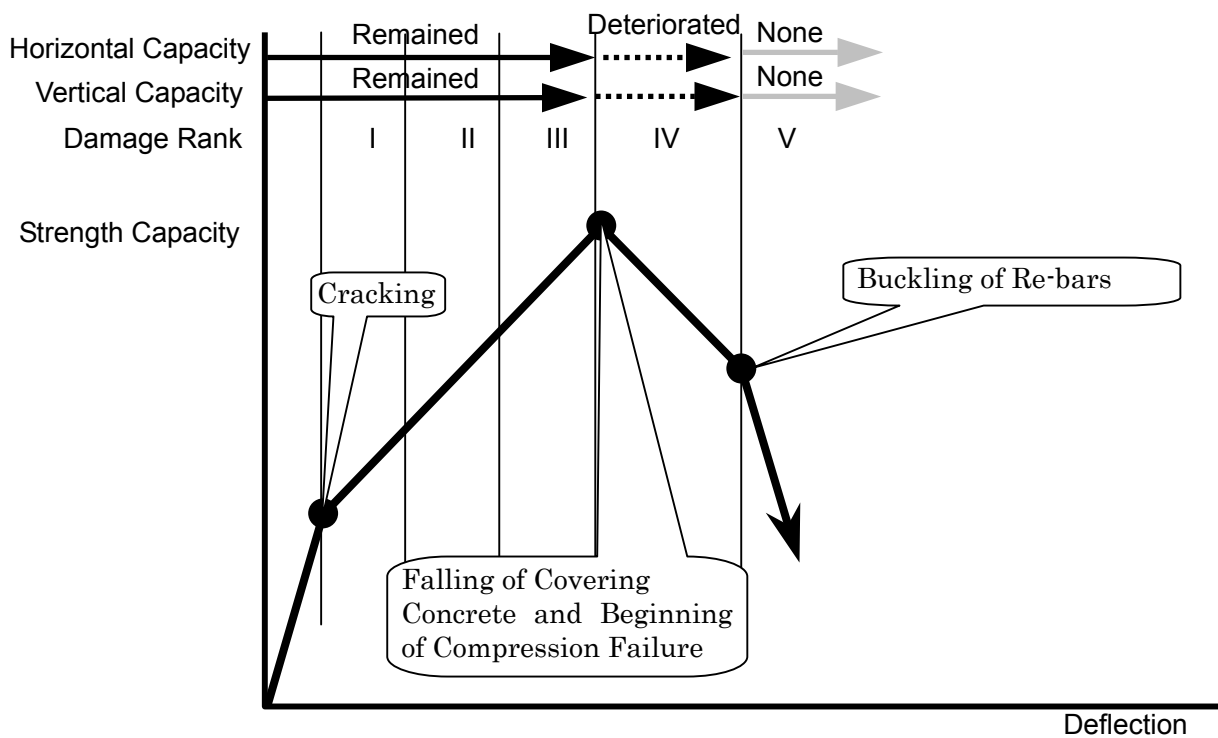 Deteriorated
Horizontal Capacity Remained None
Vertical Capacity Remained None
Damage Rank I II III IV V
Strength Capacity
Cracking
Buckling of Re-bars
Falling of Covering
Concrete and Beginning
of Compression Failure
Deflection